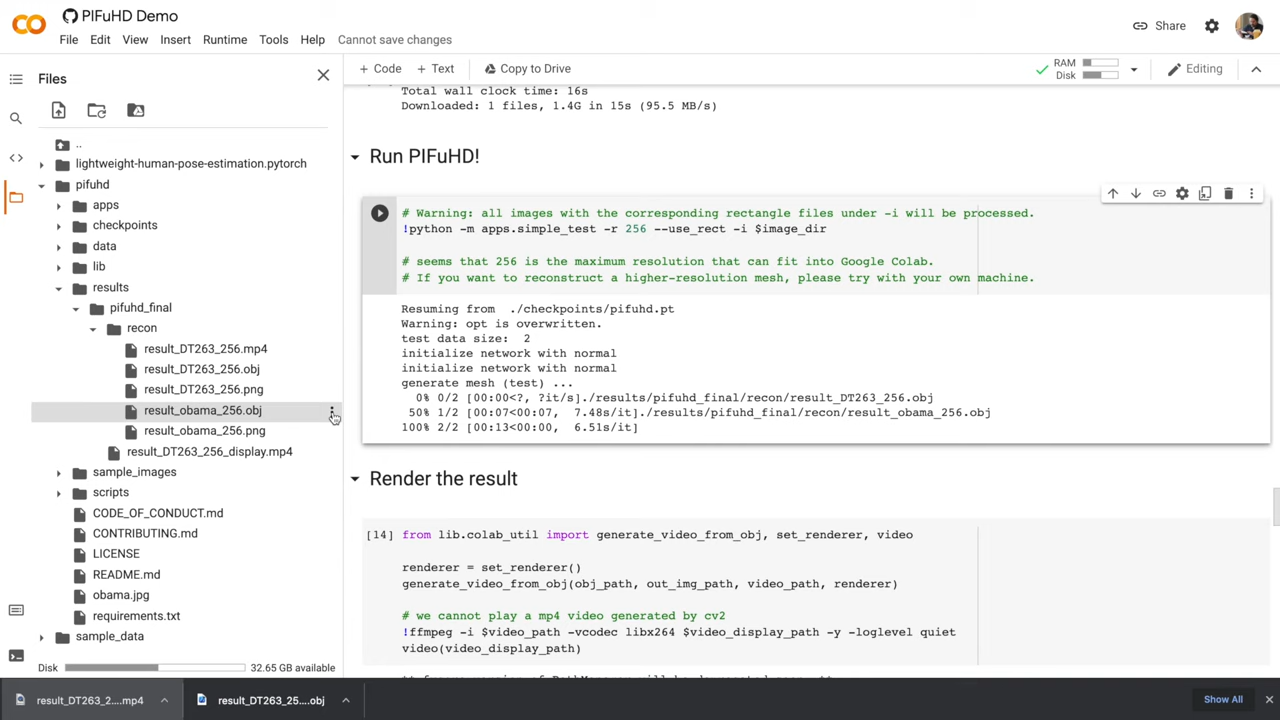 PIFuHD Demo
File Edit View Insert Runtime Tools Help Cannot save changes
Share
Files
+ Code + Text Copy to Drive
RAM
Disk
Editing
..
lightweight-human-pose-estimation.pytorch
pifuhd
apps
checkpoints
data
lib
results
pifuhd_final
recon
result_DT263_256.mp4
result_DT263_256.obj
result_DT263_256.png
result_obama_256.obj
result_obama_256.png
result_DT263_256_display.mp4
sample_images
scripts
CODE_OF_CONDUCT.md
CONTRIBUTING.md
LICENSE
README.md
obama.jpg
requirements.txt
sample_data
Disk 32.65 GB available
Total wall clock time: 16s
Downloaded: 1 files, 1.4G in 15s (95.5 MB/s)
Run PIFuHD!
# Warning: all images with the corresponding rectangle files under -i will be processed.
!python -m apps.simple_test -r 256 --use_rect -i $image_dir
# seems that 256 is the maximum resolution that can fit into Google Colab.
# If you want to reconstruct a higher-resolution mesh, please try with your own machine.
Resuming from ./checkpoints/pifuhd.pt
Warning: opt is overwritten.
test data size: 2
initialize network with normal
initialize network with normal
generate mesh (test) ...
0% 0/2 [00:00<?, ?it/s]./results/pifuhd_final/recon/result_DT263_256.obj
50% 1/2 [00:07<00:07, 7.48s/it]./results/pifuhd_final/recon/result_obama_256.obj
100% 2/2 [00:13<00:00, 6.51s/it]
Render the result
[14] from lib.colab_util import generate_video_from_obj, set_renderer, video
renderer = set_renderer()
generate_video_from_obj(obj_path, out_img_path, video_path, renderer)
# we cannot play a mp4 video generated by cv2
!ffmpeg -i $video_path -vcodec libx264 $video_display_path -y -loglevel quiet
video(video_display_path)
result_DT263_2....mp4
result_DT263_25....obj
Show All